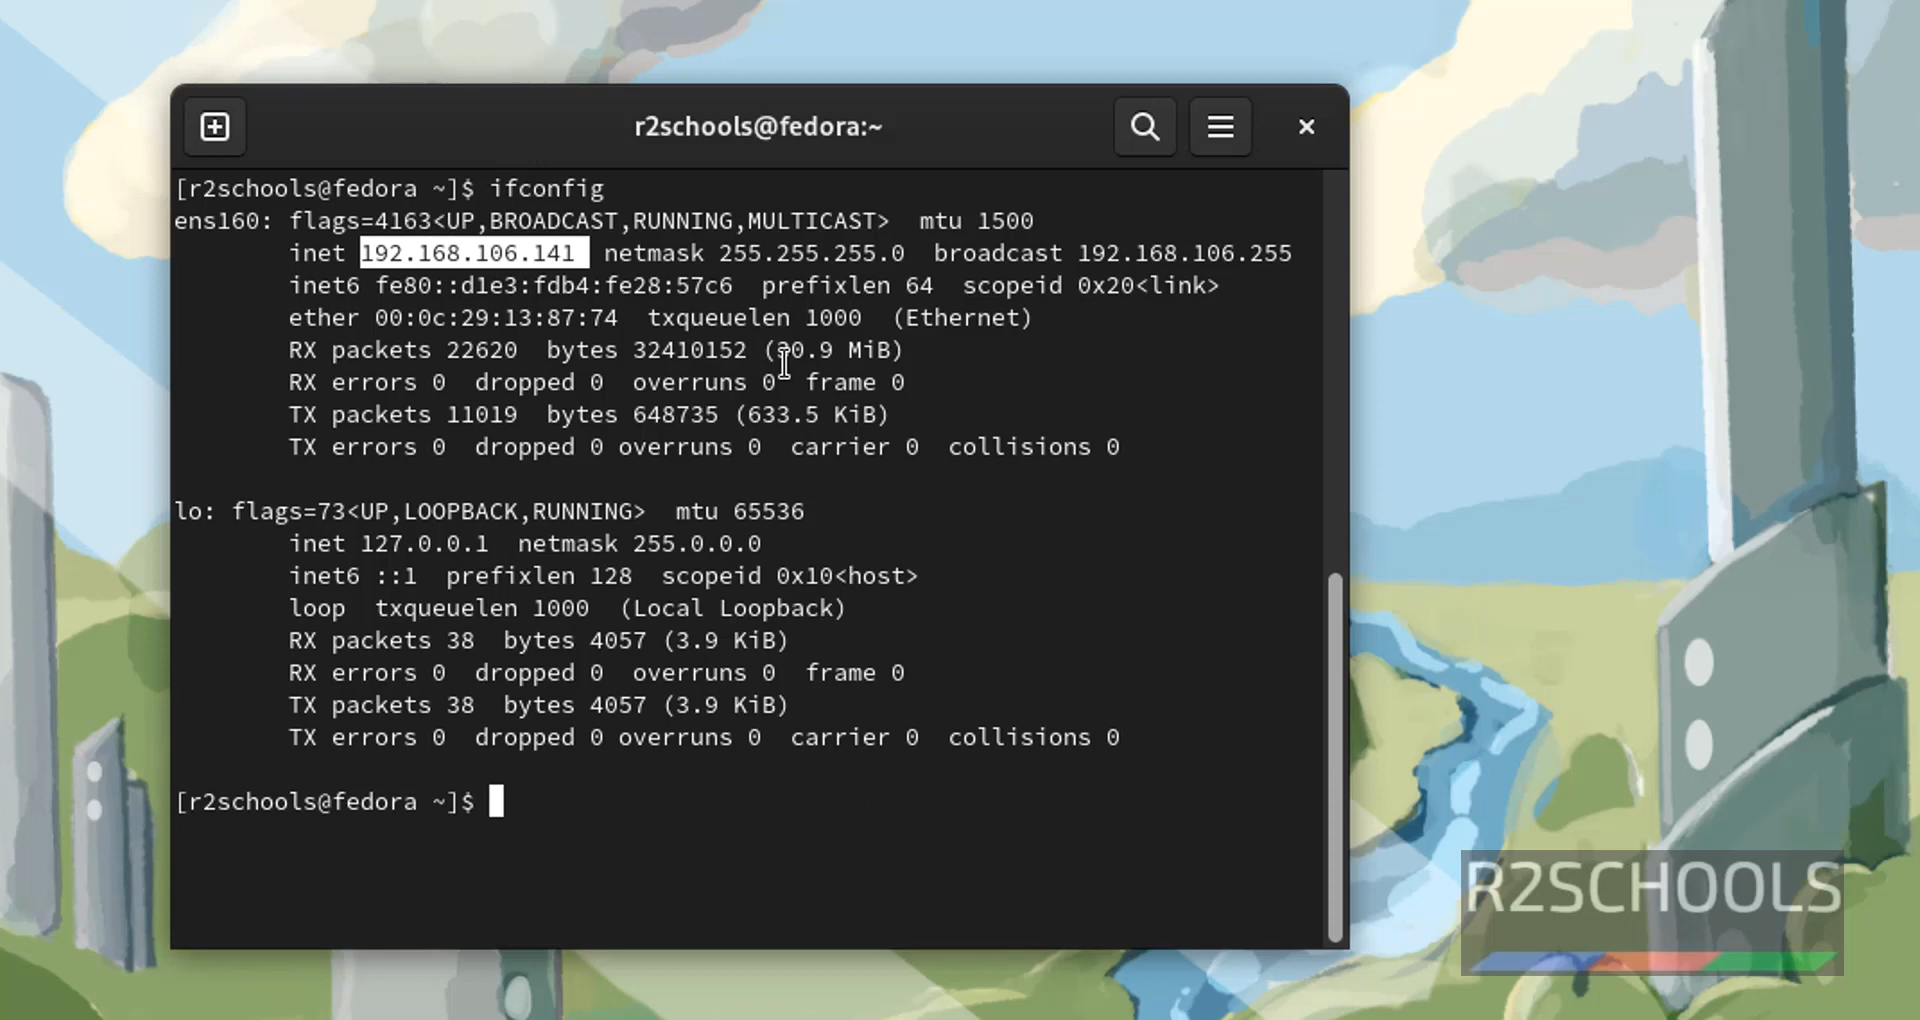 r2schools@fedora:~
[r2schools@fedora ~]$ ifconfig
ens160: flags=4163<UP,BROADCAST,RUNNING,MULTICAST>  mtu 1500
        inet 192.168.106.141  netmask 255.255.255.0  broadcast 192.168.106.255
        inet6 fe80::d1e3:fdb4:fe28:57c6  prefixlen 64  scopeid 0x20<link>
        ether 00:0c:29:13:87:74  txqueuelen 1000  (Ethernet)
        RX packets 22620  bytes 32410152 (30.9 MiB)
        RX errors 0  dropped 0  overruns 0  frame 0
        TX packets 11019  bytes 648735 (633.5 KiB)
        TX errors 0  dropped 0 overruns 0  carrier 0  collisions 0
lo: flags=73<UP,LOOPBACK,RUNNING>  mtu 65536
        inet 127.0.0.1  netmask 255.0.0.0
        inet6 ::1  prefixlen 128  scopeid 0x10<host>
        loop  txqueuelen 1000  (Local Loopback)
        RX packets 38  bytes 4057 (3.9 KiB)
        RX errors 0  dropped 0  overruns 0  frame 0
        TX packets 38  bytes 4057 (3.9 KiB)
        TX errors 0  dropped 0 overruns 0  carrier 0  collisions 0
[r2schools@fedora ~]$
R2SCHOOLS